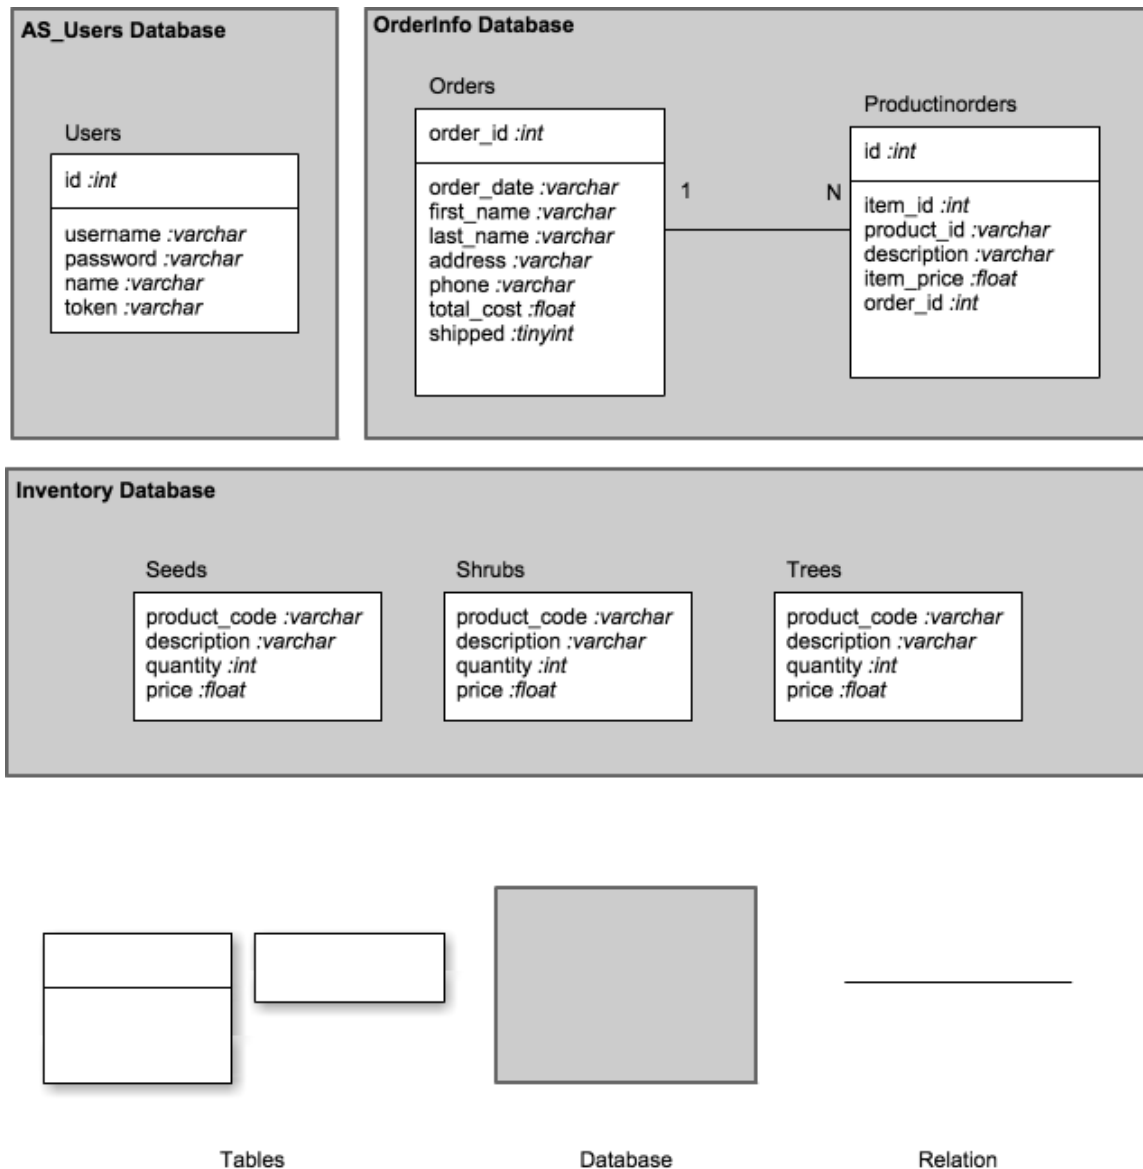 AS_Users Database
Users
id :int
username :varchar
password :varchar
name :varchar
token :varchar
OrderInfo Database
Orders
order_id :int
order_date :varchar
first_name :varchar
last_name :varchar
address :varchar
phone :varchar
total_cost :float
shipped :tinyint
1
N
Productinorders
id :int
item_id :int
product_id :varchar
description :varchar
item_price :float
order_id :int
Inventory Database
Seeds
product_code :varchar
description :varchar
quantity :int
price :float
Shrubs
product_code :varchar
description :varchar
quantity :int
price :float
Trees
product_code :varchar
description :varchar
quantity :int
price :float
Tables
Database
Relation